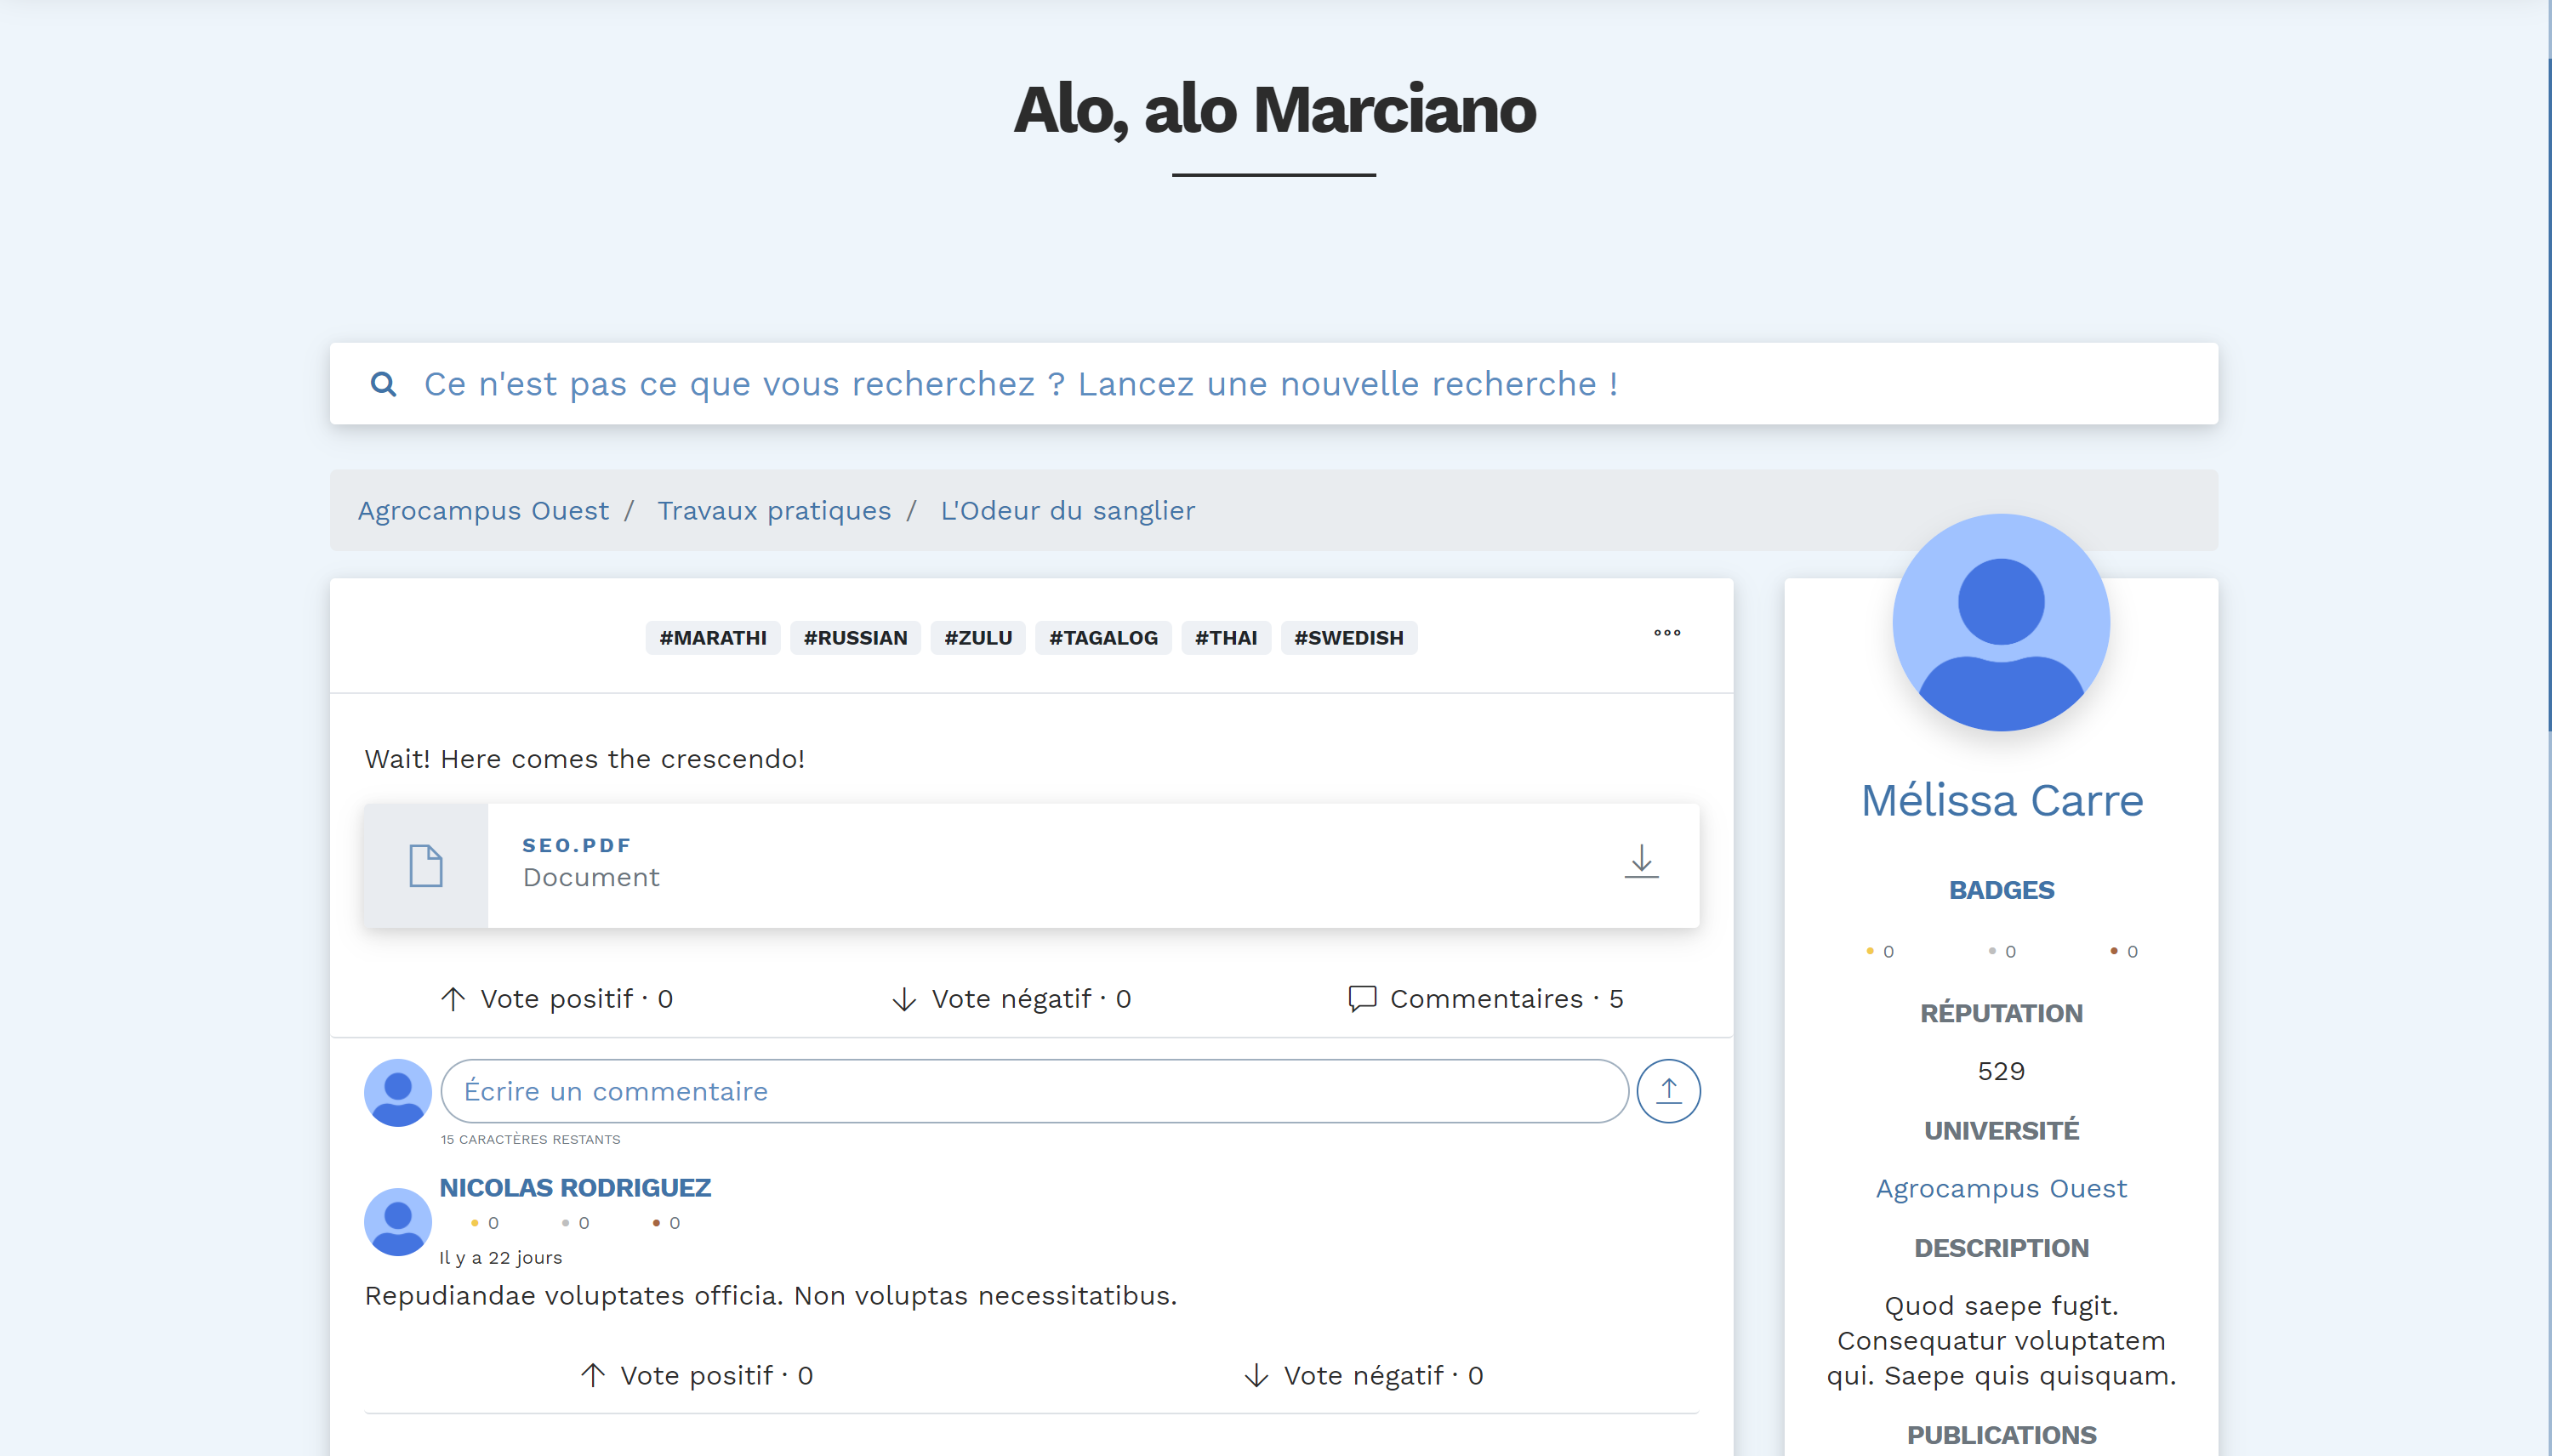 Alo, alo Marciano
Ce n'est pas ce que vous recherchez ? Lancez une nouvelle recherche !
Agrocampus Ouest / Travaux pratiques / L'Odeur du sanglier
#MARATHI #RUSSIAN #ZULU #TAGALOG #THAI #SWEDISH
Wait! Here comes the crescendo!
SEO.PDF
Document
Vote positif · 0 Vote négatif · 0 Commentaires · 5
Écrire un commentaire
15 CARACTÈRES RESTANTS
NICOLAS RODRIGUEZ
0 0 0
Il y a 22 jours
Repudiandae voluptates officia. Non voluptas necessitatibus.
Vote positif · 0 Vote négatif · 0
Mélissa Carre
BADGES
0 0 0
RÉPUTATION
529
UNIVERSITÉ
Agrocampus Ouest
DESCRIPTION
Quod saepe fugit.
Consequatur voluptatem
qui. Saepe quis quisquam.
PUBLICATIONS